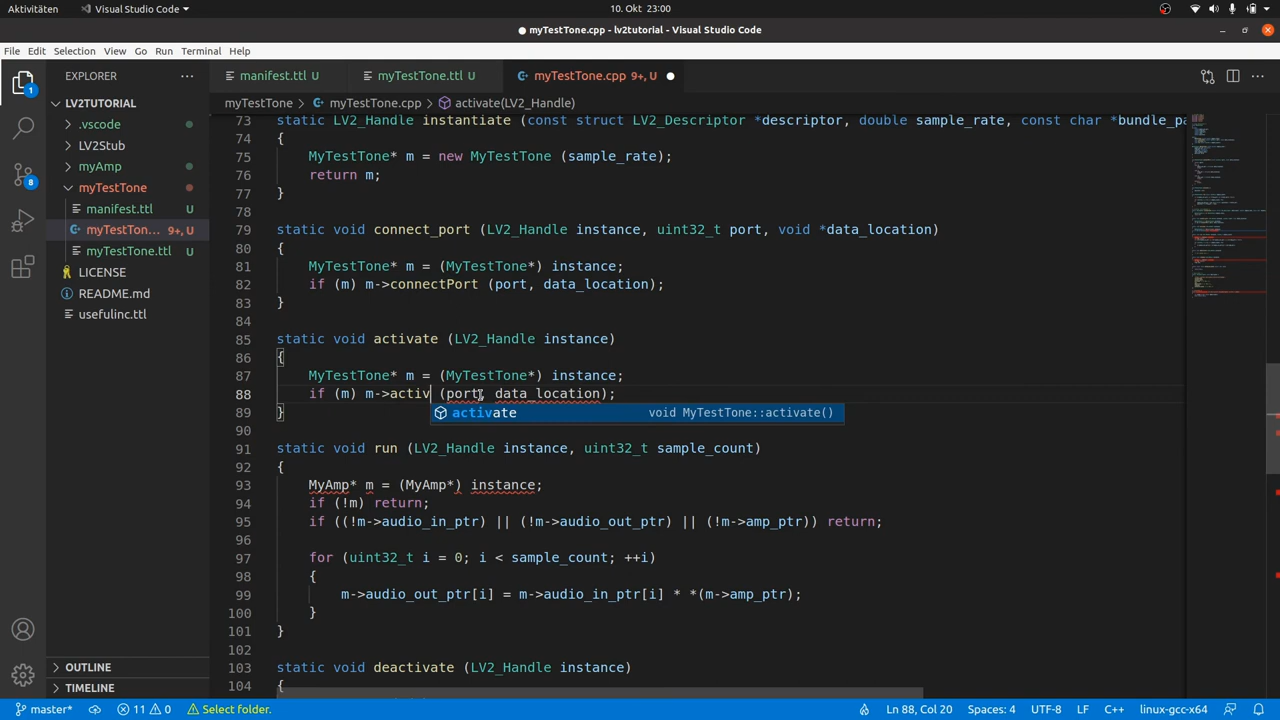 Aktivitäten
Visual Studio Code
10. Okt 23:00
● myTestTone.cpp - lv2tutorial - Visual Studio Code
File Edit Selection View Go Run Terminal Help
EXPLORER
manifest.ttl U
myTestTone.ttl U
myTestTone.cpp 9+, U
LV2TUTORIAL
myTestTone > myTestTone.cpp > activate(LV2_Handle)
.vscode
LV2Stub
myAmp
myTestTone
manifest.ttl U
myTestTon... 9+, U
myTestTone.ttl U
LICENSE
README.md
usefulinc.ttl
OUTLINE
TIMELINE
1
8
73 static LV2_Handle instantiate (const struct LV2_Descriptor *descriptor, double sample_rate, const char *bundle_pa
74 {
75 MyTestTone* m = new MyTestTone (sample_rate);
76 return m;
77 }
78
79 static void connect_port (LV2_Handle instance, uint32_t port, void *data_location)
80 {
81 MyTestTone* m = (MyTestTone*) instance;
82 if (m) m->connectPort (port, data_location);
83 }
84
85 static void activate (LV2_Handle instance)
86 {
87 MyTestTone* m = (MyTestTone*) instance;
88 if (m) m->activ (port, data_location);
activate void MyTestTone::activate()
89 }
90
91 static void run (LV2_Handle instance, uint32_t sample_count)
92 {
93 MyAmp* m = (MyAmp*) instance;
94 if (!m) return;
95 if ((!m->audio_in_ptr) || (!m->audio_out_ptr) || (!m->amp_ptr)) return;
96
97 for (uint32_t i = 0; i < sample_count; ++i)
98 {
99 m->audio_out_ptr[i] = m->audio_in_ptr[i] * *(m->amp_ptr);
100 }
101 }
102
103 static void deactivate (LV2_Handle instance)
104 {
master* 11 0 Select folder. Ln 88, Col 20 Spaces: 4 UTF-8 LF C++ linux-gcc-x64